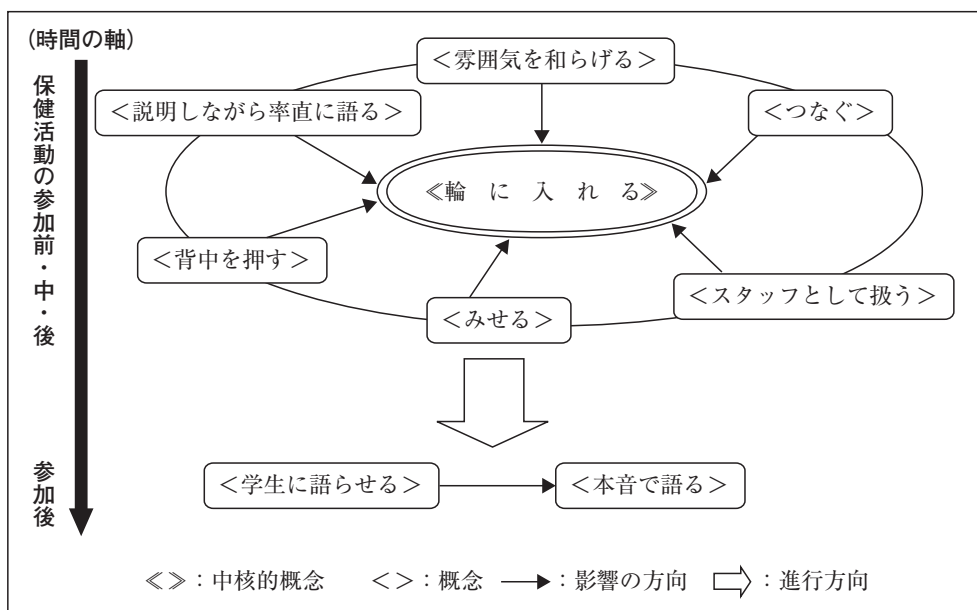 (時間の軸)
保健活動の参加前・中・後
<雰囲気を和らげる>
<説明しながら率直に語る>
<つなぐ>
≪輪に入れる≫
<背中を押す>
<スタッフとして扱う>
<みせる>
参加後
<学生に語らせる>
<本音で語る>
≪≫：中核的概念 <>：概念 ：影響の方向 ：進行方向